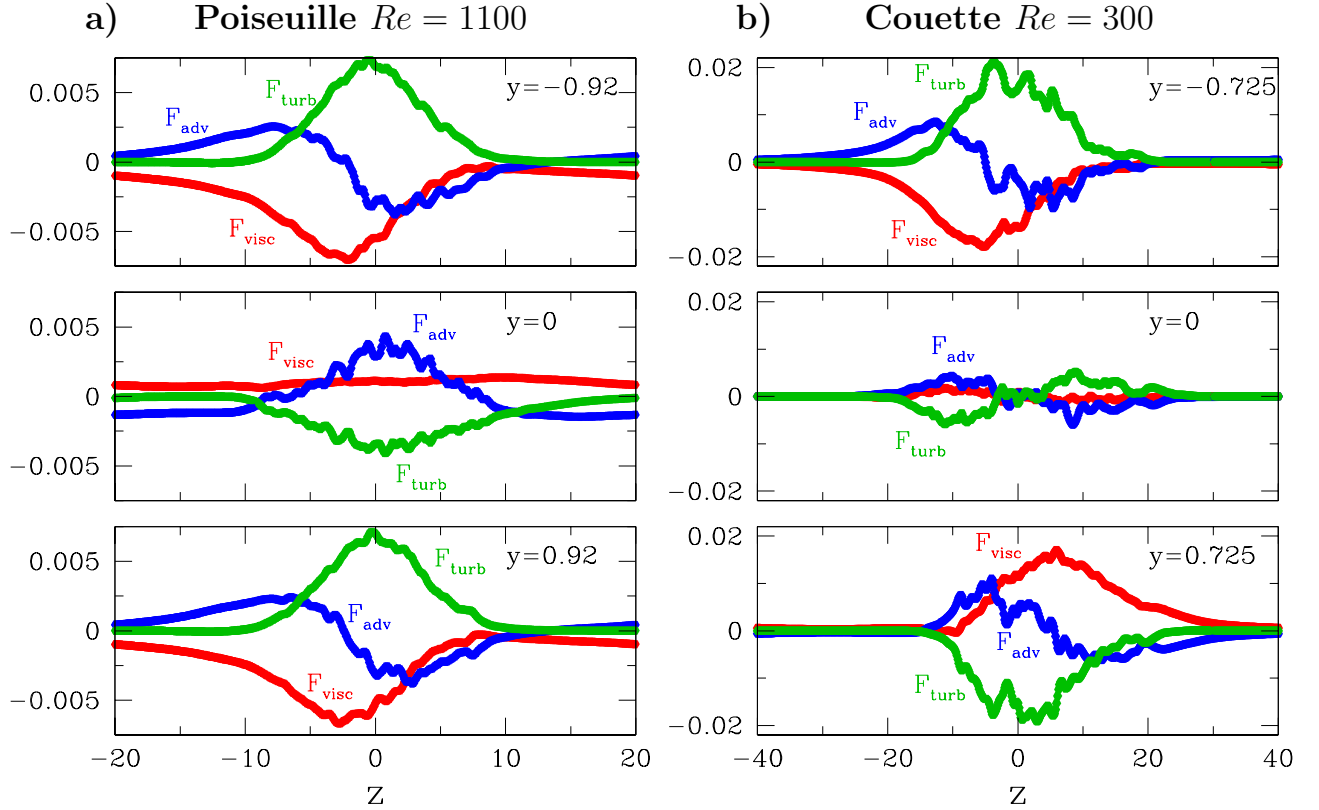 a) Poiseuille Re = 1100
0.005
0
−0.005
F_turb
F_adv
F_visc
y=−0.92
0.005
0
−0.005
F_visc
F_adv
F_turb
y=0
0.005
0
−0.005
F_turb
F_adv
F_visc
y=0.92
−20 −10 0 10 20
z
b) Couette Re = 300
0.02
0
−0.02
F_turb
F_adv
F_visc
y=−0.725
0.02
0
−0.02
F_adv
F_turb
y=0
0.02
0
−0.02
F_visc
F_adv
F_turb
y=0.725
−40 −20 0 20 40
z